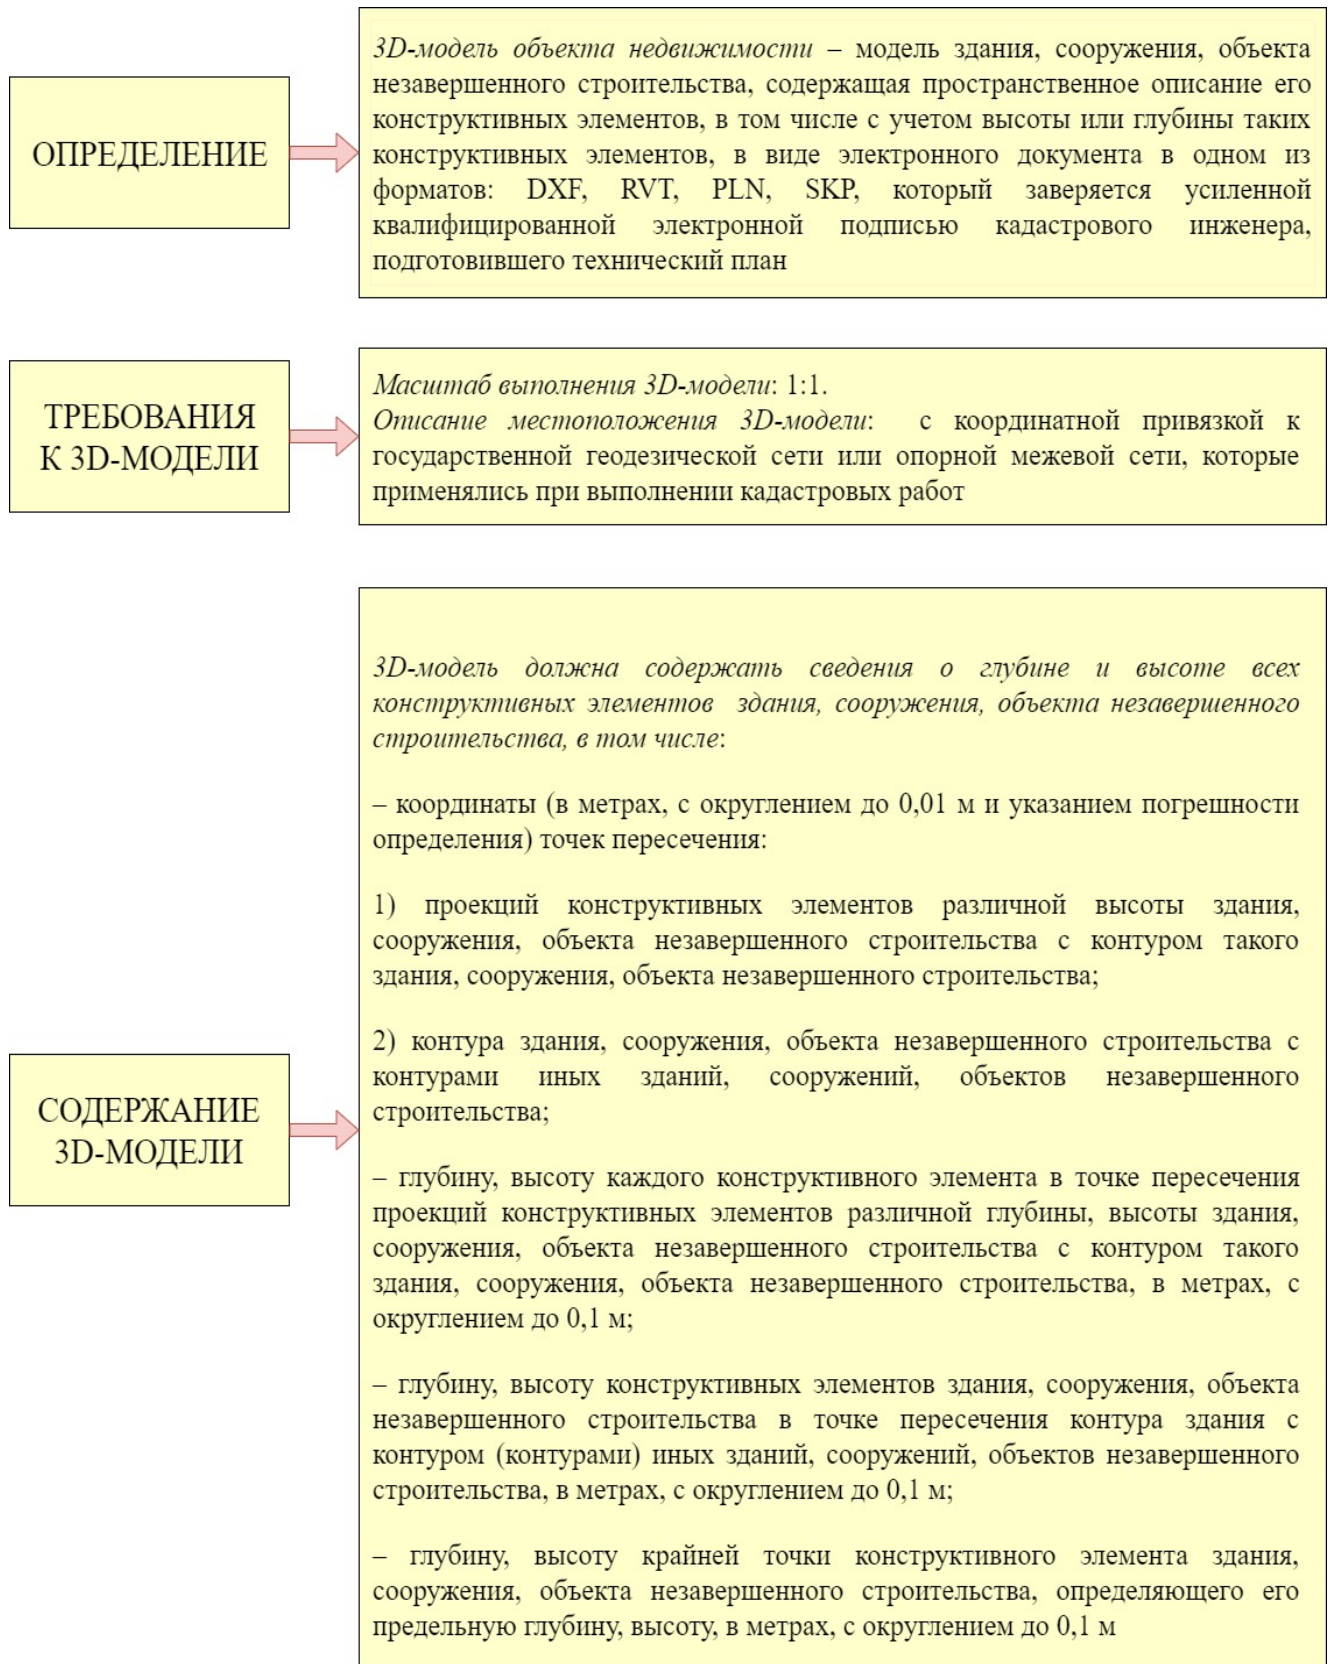 ОПРЕДЕЛЕНИЕ
3D-модель объекта недвижимости – модель здания, сооружения, объекта
незавершенного строительства, содержащая пространственное описание его
конструктивных элементов, в том числе с учетом высоты или глубины таких
конструктивных элементов, в виде электронного документа в одном из
форматов: DXF, RVT, PLN, SKP, который заверяется усиленной
квалифицированной электронной подписью кадастрового инженера,
подготовившего технический план
ТРЕБОВАНИЯ
К 3D-МОДЕЛИ
Масштаб выполнения 3D-модели: 1:1.
Описание местоположения 3D-модели: с координатной привязкой к
государственной геодезической сети или опорной межевой сети, которые
применялись при выполнении кадастровых работ
СОДЕРЖАНИЕ
3D-МОДЕЛИ
3D-модель должна содержать сведения о глубине и высоте всех
конструктивных элементов здания, сооружения, объекта незавершенного
строительства, в том числе:
– координаты (в метрах, с округлением до 0,01 м и указанием погрешности
определения) точек пересечения:
1) проекций конструктивных элементов различной высоты здания,
сооружения, объекта незавершенного строительства с контуром такого
здания, сооружения, объекта незавершенного строительства;
2) контура здания, сооружения, объекта незавершенного строительства с
контурами иных зданий, сооружений, объектов незавершенного
строительства;
– глубину, высоту каждого конструктивного элемента в точке пересечения
проекций конструктивных элементов различной глубины, высоты здания,
сооружения, объекта незавершенного строительства с контуром такого
здания, сооружения, объекта незавершенного строительства, в метрах, с
округлением до 0,1 м;
– глубину, высоту конструктивных элементов здания, сооружения, объекта
незавершенного строительства в точке пересечения контура здания с
контуром (контурами) иных зданий, сооружений, объектов незавершенного
строительства, в метрах, с округлением до 0,1 м;
– глубину, высоту крайней точки конструктивного элемента здания,
сооружения, объекта незавершенного строительства, определяющего его
предельную глубину, высоту, в метрах, с округлением до 0,1 м